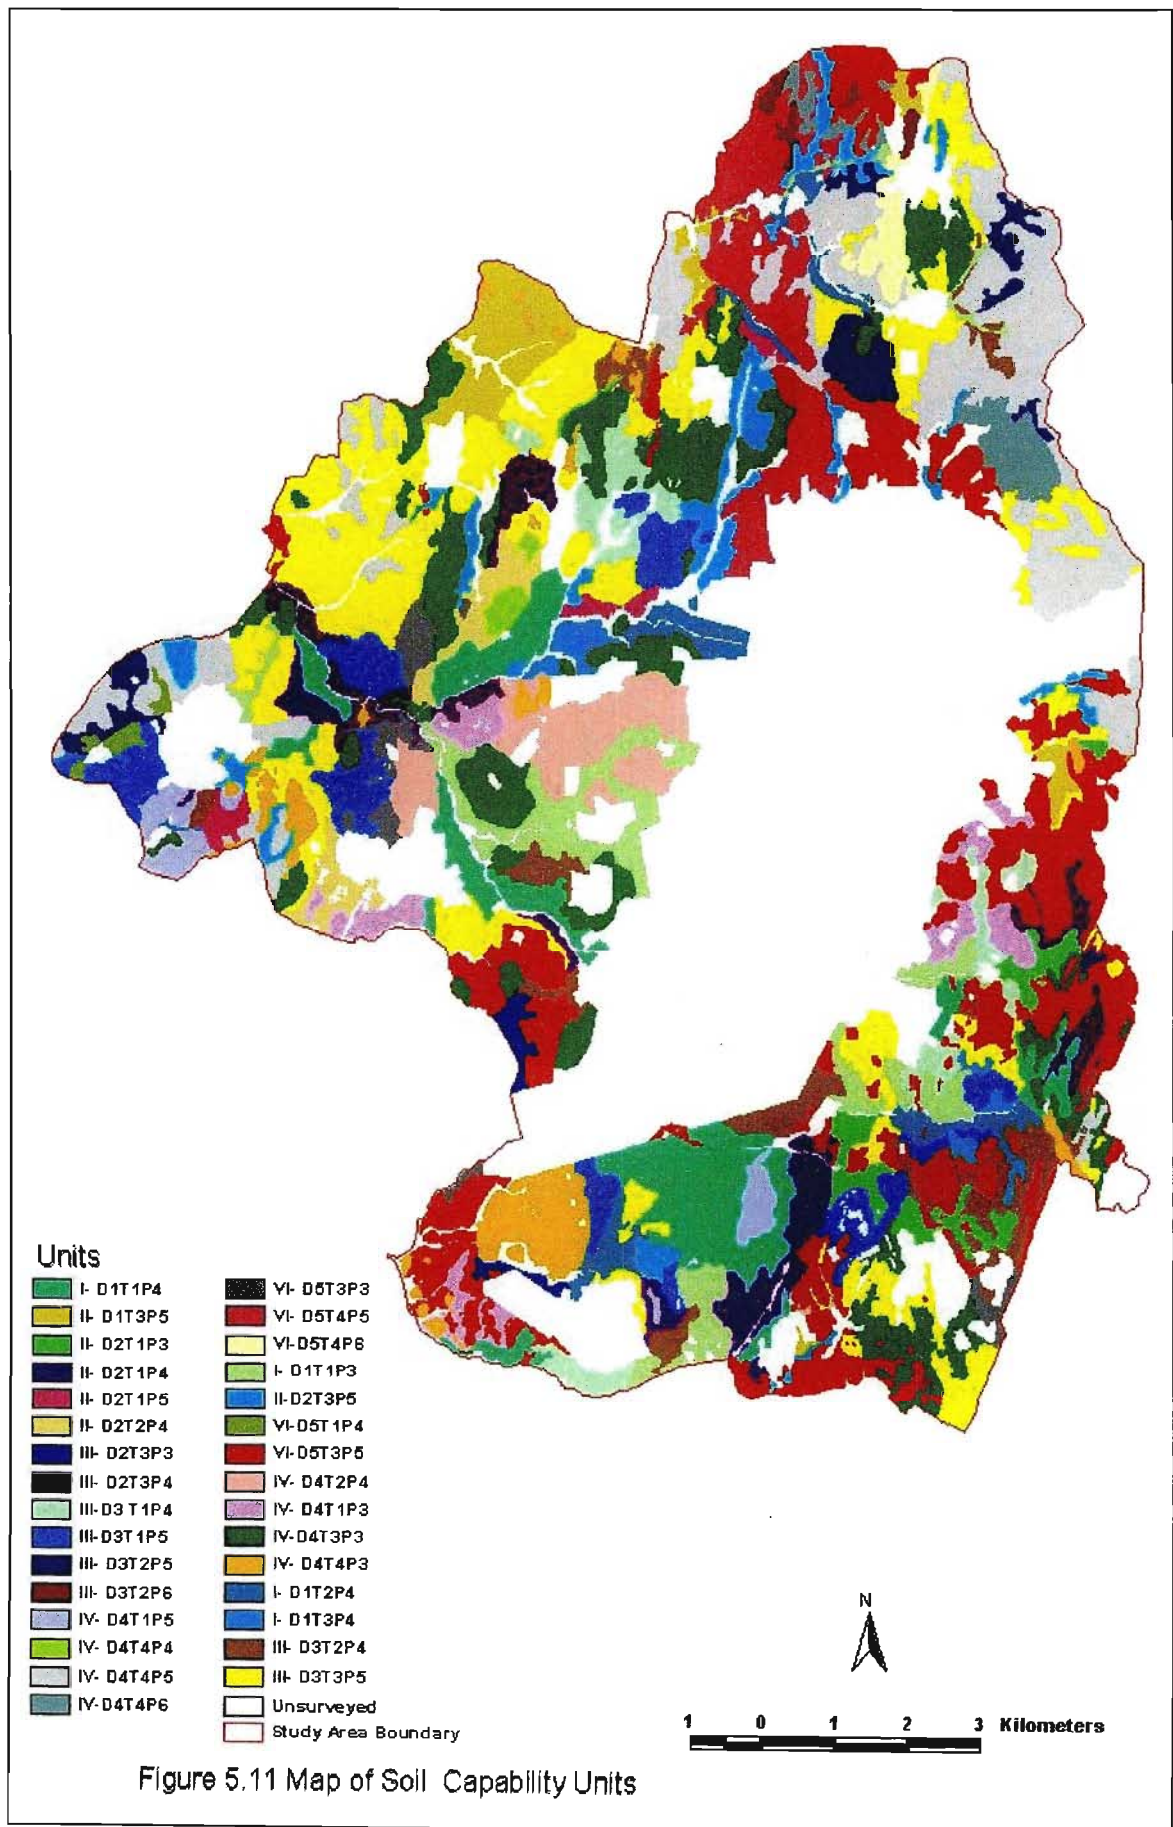 Units
I- D1T1P4
II- D1T3P5
II- D2T1P3
II- D2T1P4
II- D2T1P5
II- D2T2P4
III- D2T3P3
III- D2T3P4
III-D3 T1P4
III-D3T1P5
III- D3T2P5
III- D3T2P6
IV- D4T1P5
IV- D4T4P4
IV- D4T4P5
IV-D4T4P6
VI- D5T3P3
VI- D5T4P5
VI-D5T4P6
I- D1T1P3
II-D2T3P5
VI-D5T1P4
VI-D5T3P5
IV- D4T2P4
IV- D4T1P3
IV-D4T3P3
IV- D4T4P3
I- D1T2P4
I- D1T3P4
III- D3T2P4
III- D3T3P5
Unsurveyed
Study Area Boundary
N
1 0 1 2 3 Kilometers
Figure 5.11 Map of Soil Capability Units